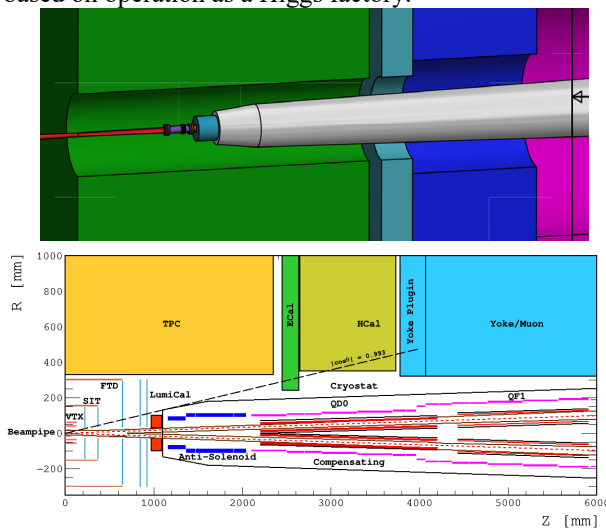 based on operation as a Higgs factory.
1000
R [mm]
800
TPC
ECal
HCal
Yoke Plugin
Yoke/Muon
600
400
|cosθ| = 0.993
FTD
LumiCal
Cryostat
200
SIT
QD0
QF1
VTX
Beampipe
0
Anti-Solenoid
Compensating
−200
0
1000
2000
3000
4000
5000
6000
Z [mm]